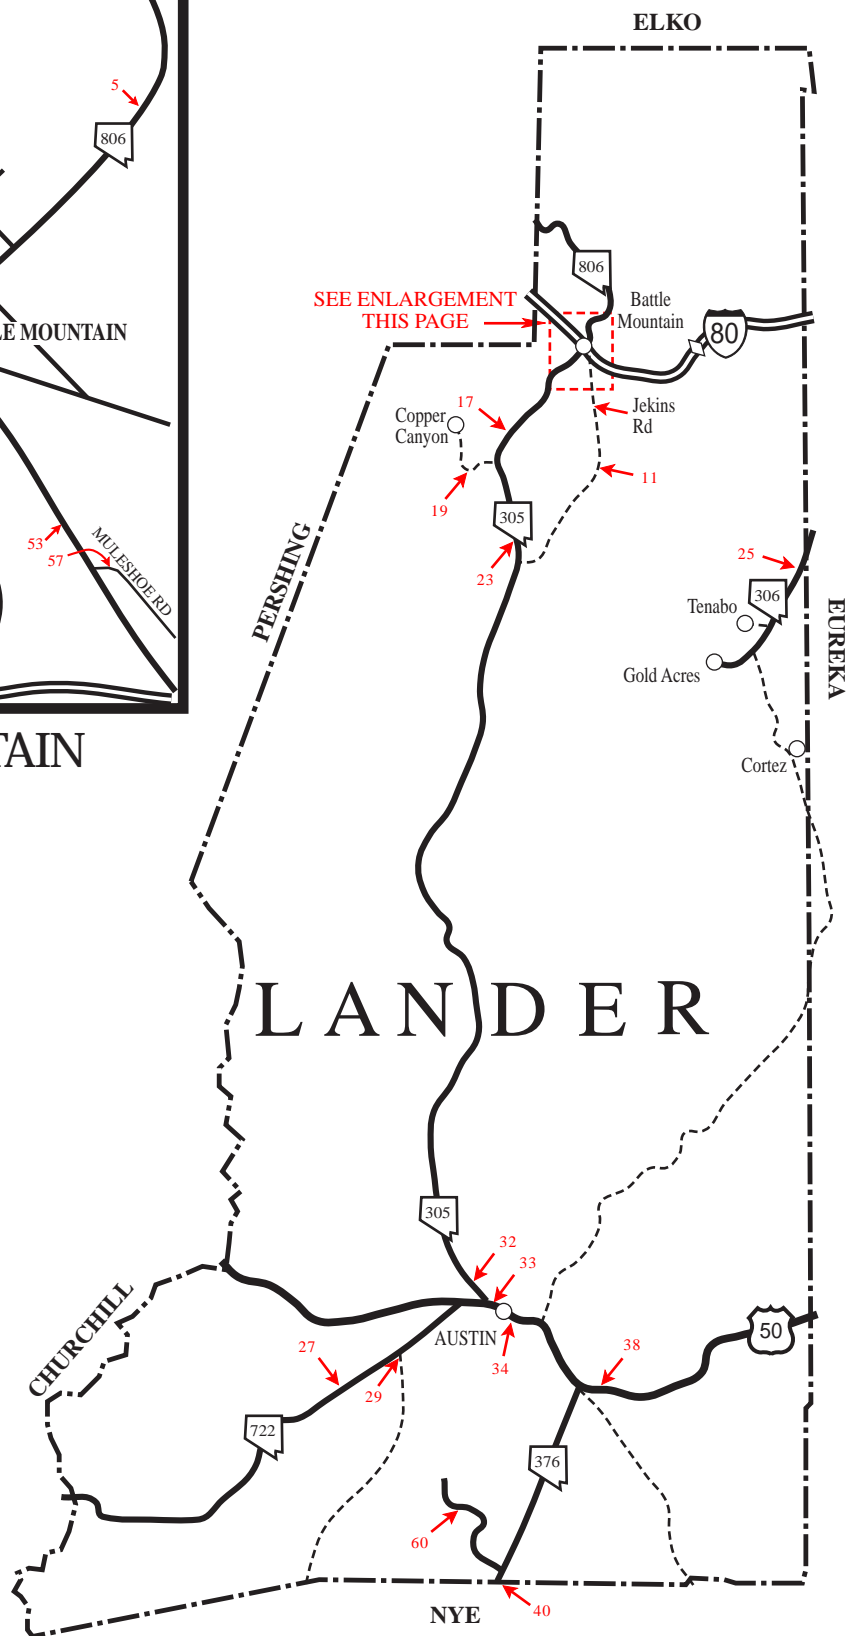 ELKO
5
806
806
SEE ENLARGEMENT
THIS PAGE
Battle
Mountain
80
LE MOUNTAIN
17
Copper
Canyon
Jekins
Rd
11
19
305
53
57
MULESHOE RD
23
PERSHING
25
306
Tenabo
EUREKA
Gold Acres
TAIN
Cortez
LANDER
305
32
33
CHURCHILL
AUSTIN
50
27
34
38
29
722
376
60
40
NYE